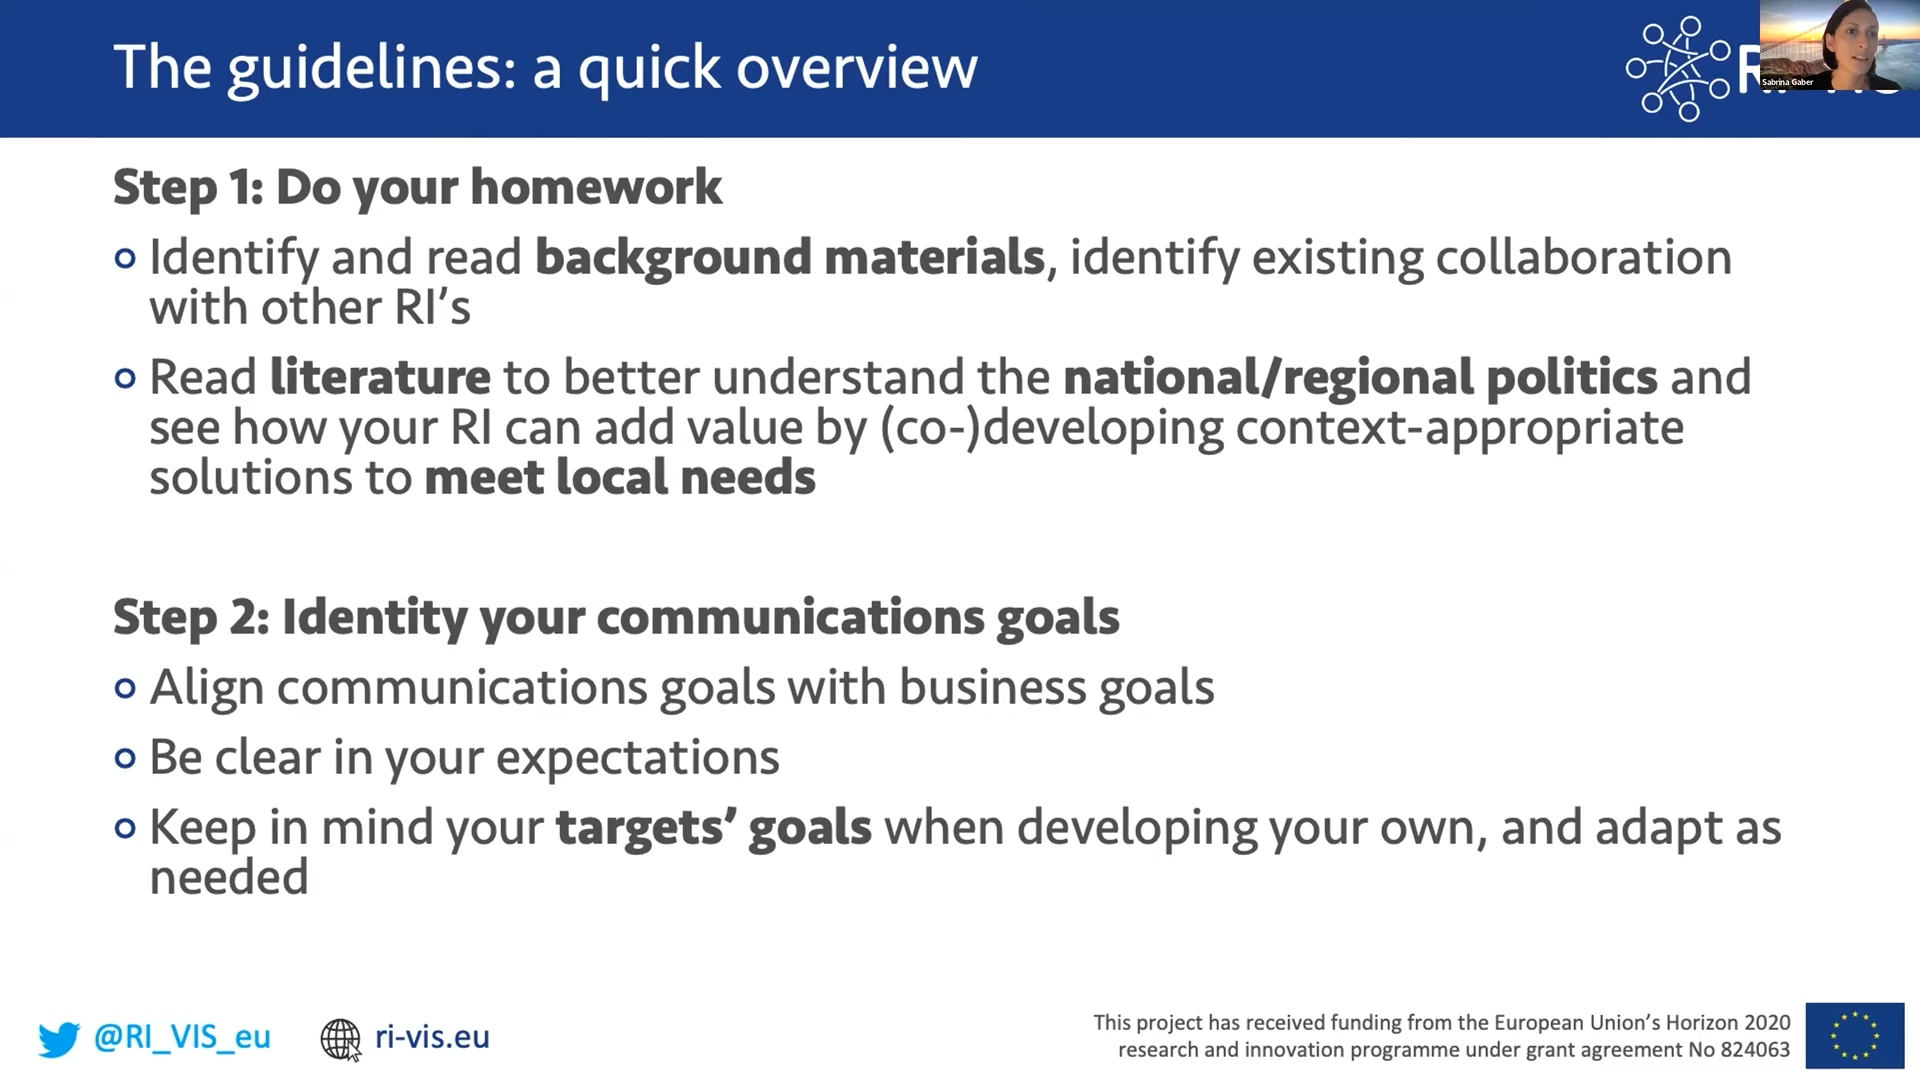 The guidelines: a quick overview
Sabrina Gaber
Step 1: Do your homework
Identify and read background materials, identify existing collaboration
with other RI’s
Read literature to better understand the national/regional politics and
see how your RI can add value by (co-)developing context-appropriate
solutions to meet local needs
Step 2: Identity your communications goals
Align communications goals with business goals
Be clear in your expectations
Keep in mind your targets’ goals when developing your own, and adapt as
needed
@RI_VIS_eu
ri-vis.eu
This project has received funding from the European Union’s Horizon 2020
research and innovation programme under grant agreement No 824063